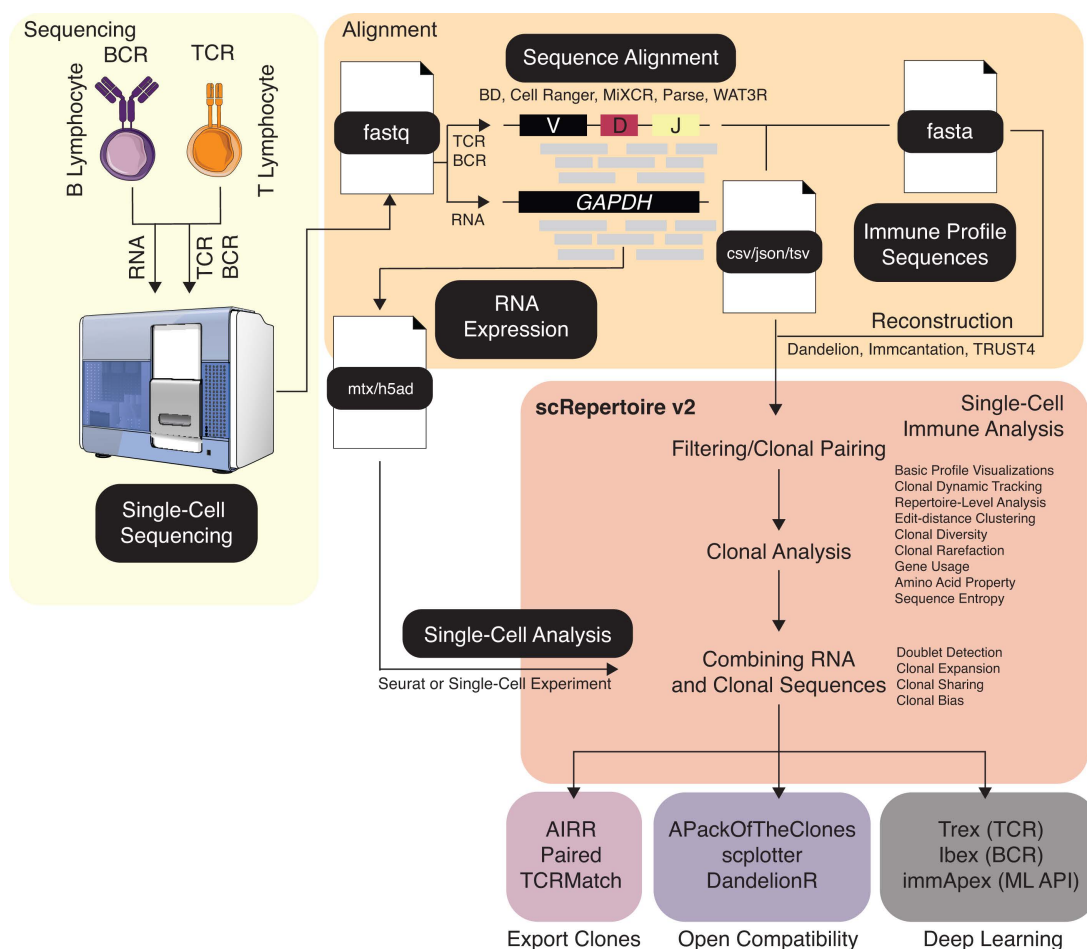 Sequencing
BCR
TCR
B Lymphocyte
T Lymphocyte
RNA
TCR
BCR
Single-Cell
Sequencing
Alignment
fastq
Sequence Alignment
BD, Cell Ranger, MiXCR, Parse, WAT3R
TCR
BCR
V
D
J
RNA
GAPDH
fasta
csv/json/tsv
Immune Profile
Sequences
RNA
Expression
mtx/h5ad
Reconstruction
Dandelion, Immcantation, TRUST4
scRepertoire v2
Single-Cell
Immune Analysis
Filtering/Clonal Pairing
Basic Profile Visualizations
Clonal Dynamic Tracking
Repertoire-Level Analysis
Edit-distance Clustering
Clonal Diversity
Clonal Rarefaction
Gene Usage
Amino Acid Property
Sequence Entropy
Clonal Analysis
Single-Cell Analysis
Seurat or Single-Cell Experiment
Combining RNA
and Clonal Sequences
Doublet Detection
Clonal Expansion
Clonal Sharing
Clonal Bias
AIRR
Paired
TCRMatch
Export Clones
APackOfTheClones
scplotter
DandelionR
Open Compatibility
Trex (TCR)
Ibex (BCR)
immApex (ML API)
Deep Learning